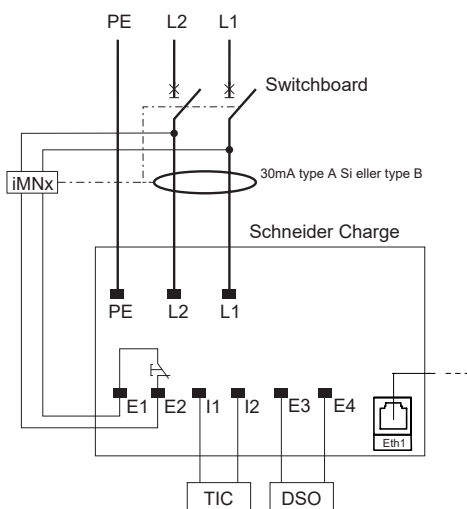 PE L2 L1
Switchboard
iMNx
30mA type A Si eller type B
Schneider Charge
PE L2 L1
E1 E2 I1 I2 E3 E4
Eth1
TIC DSO